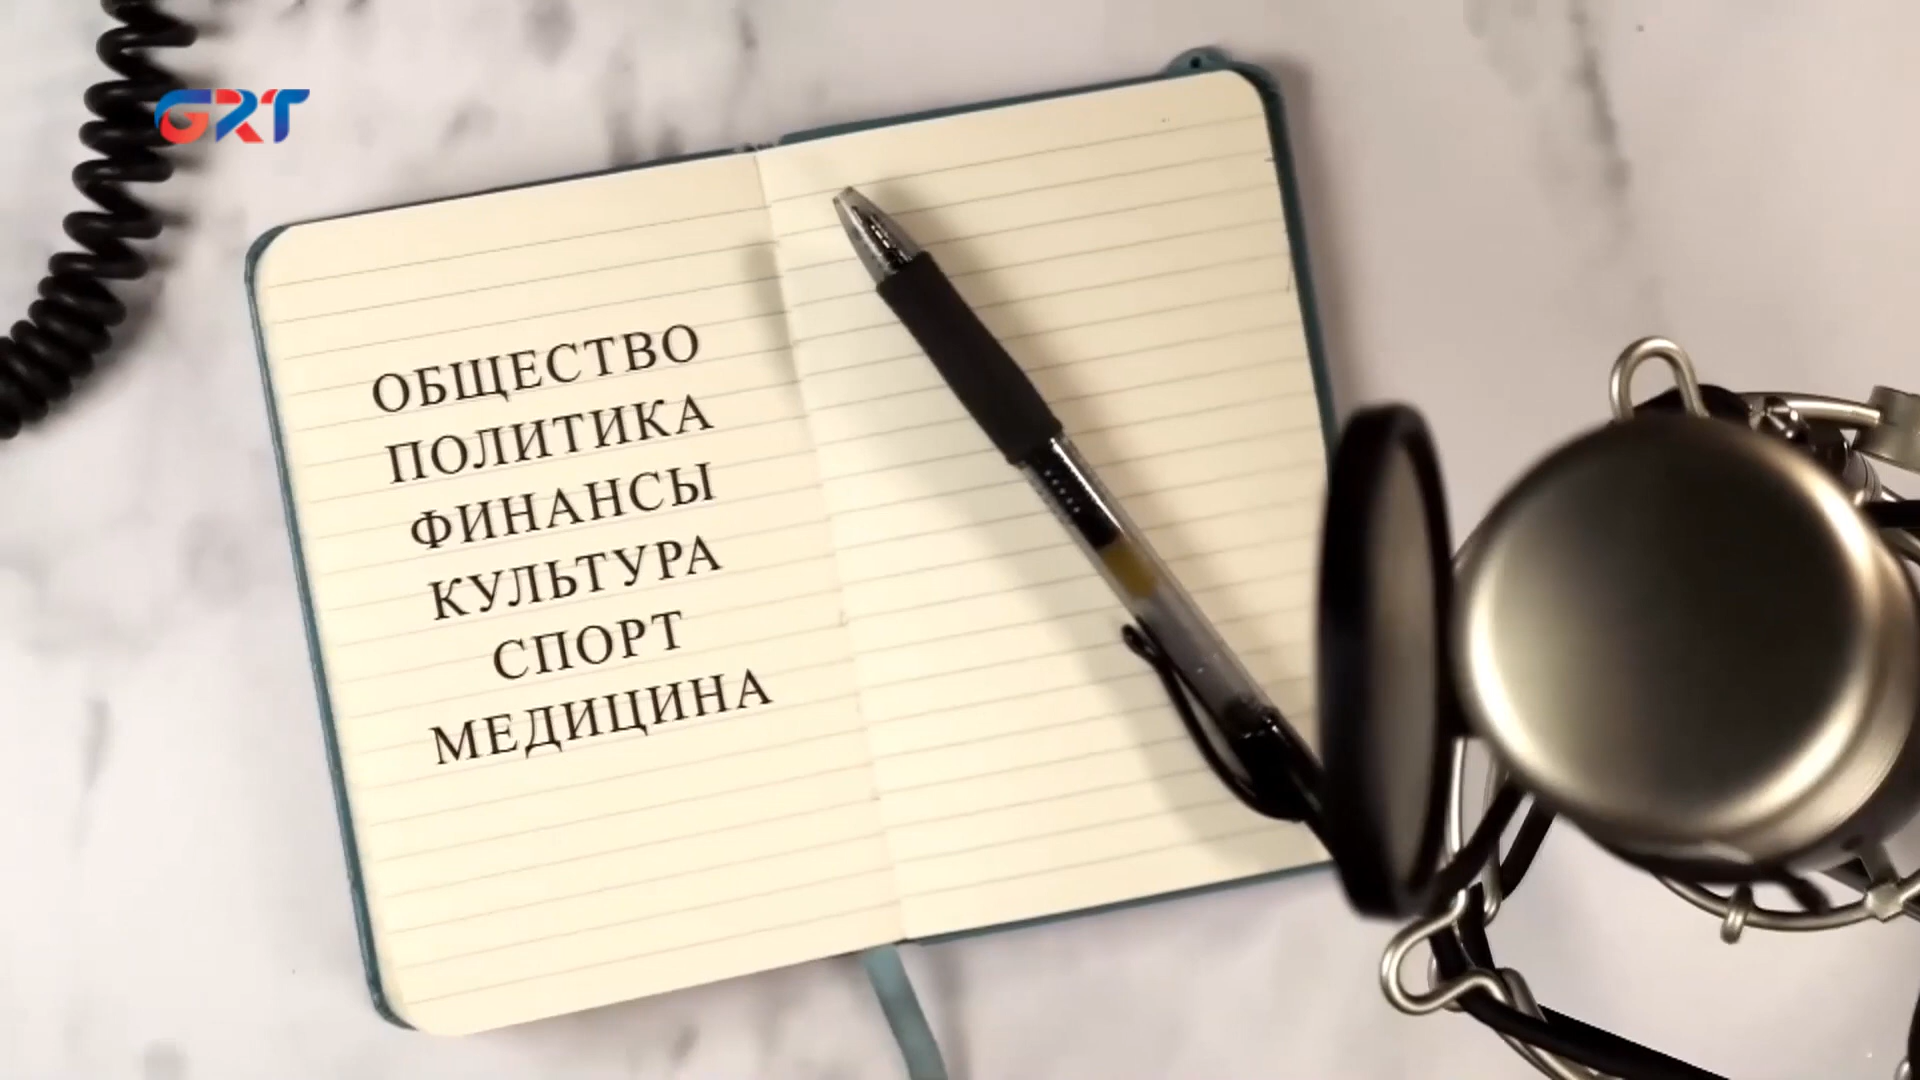 GRT
ОБЩЕСТВО
ПОЛИТИКА
ФИНАНСЫ
КУЛЬТУРА
СПОРТ
МЕДИЦИНА